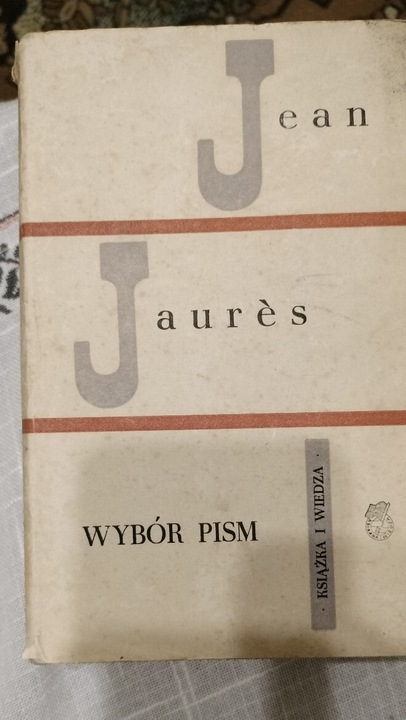 Jean
Jaurès
WYBÓR PISM
· KSIĄŻKA I WIEDZA ·